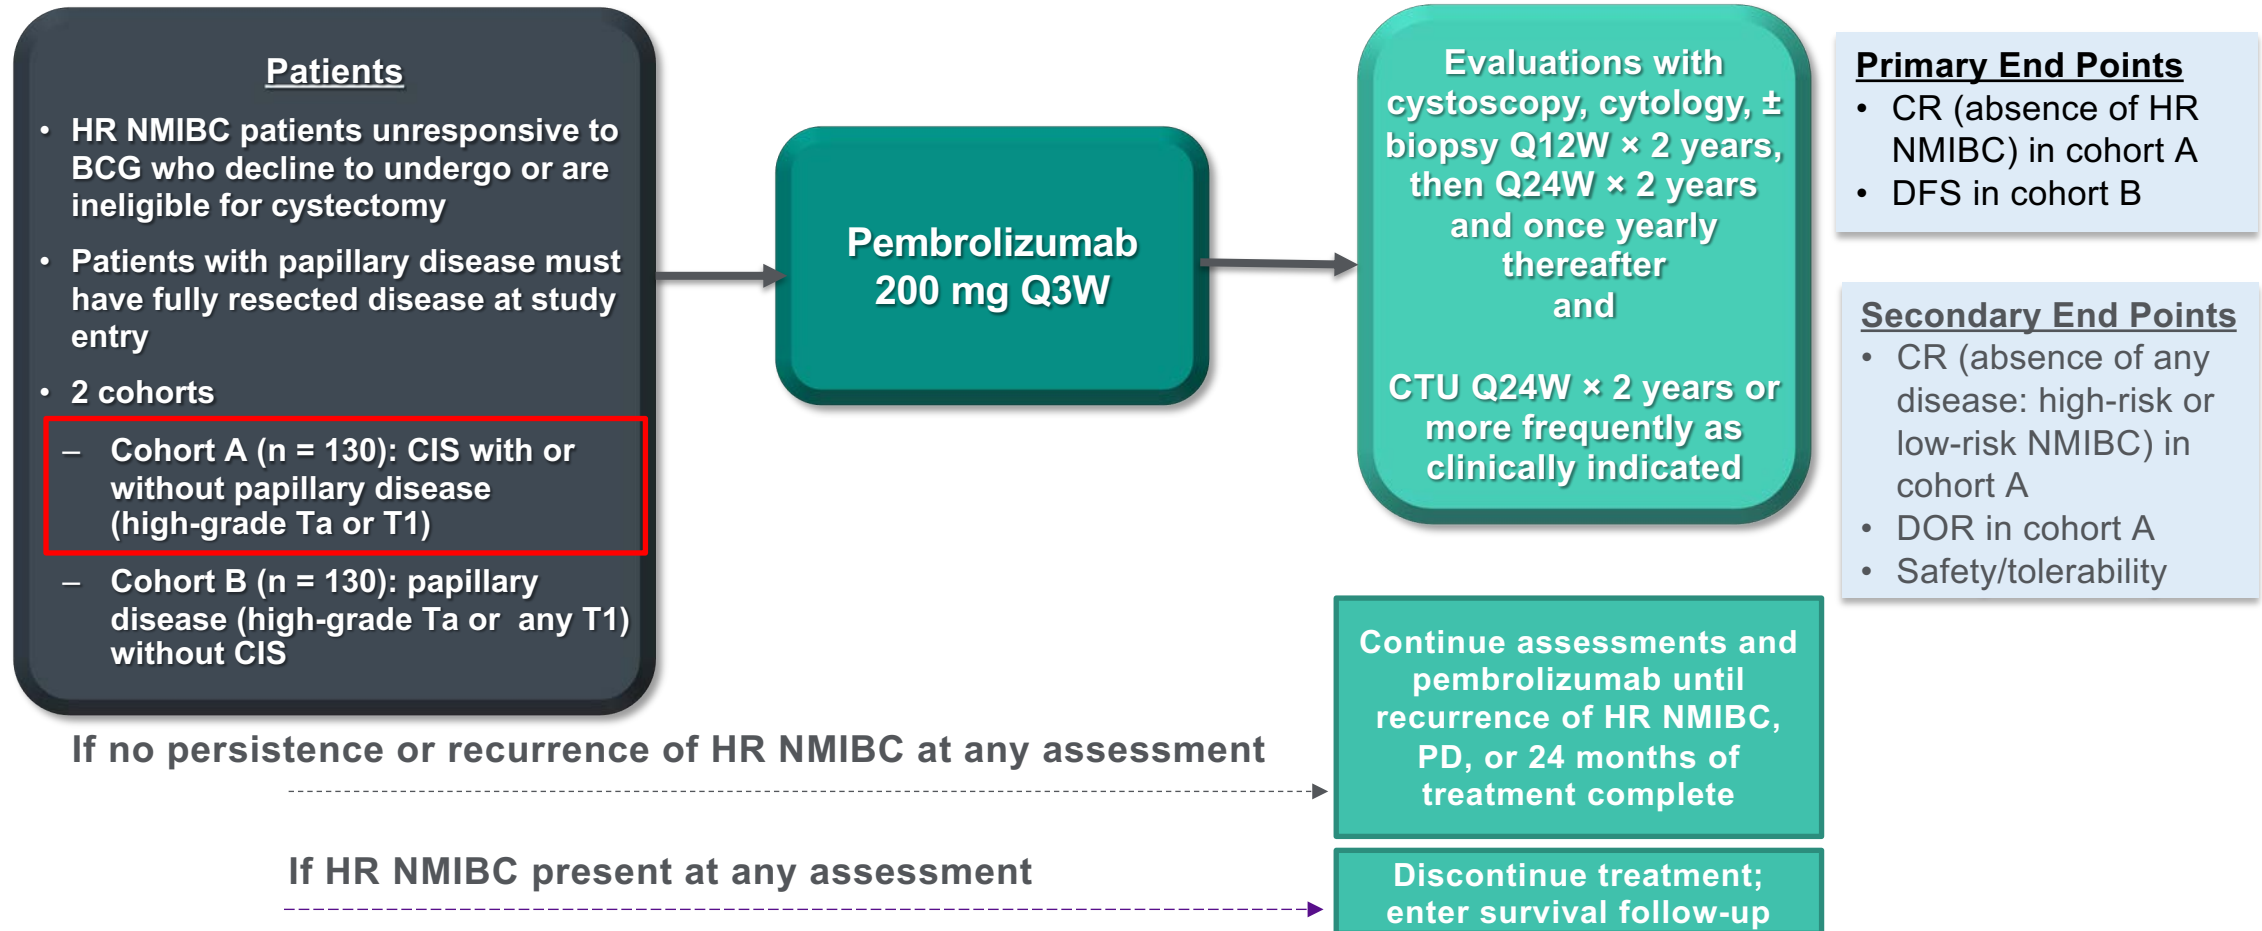 Patients
• HR NMIBC patients unresponsive to
BCG who decline to undergo or are
ineligible for cystectomy
• Patients with papillary disease must
have fully resected disease at study
entry
• 2 cohorts
– Cohort A (n = 130): CIS with or
without papillary disease
(high-grade Ta or T1)
– Cohort B (n = 130): papillary
disease (high-grade Ta or any T1)
without CIS
Pembrolizumab
200 mg Q3W
Evaluations with
cystoscopy, cytology, ±
biopsy Q12W × 2 years,
then Q24W × 2 years
and once yearly
thereafter
and
CTU Q24W × 2 years or
more frequently as
clinically indicated
Primary End Points
• CR (absence of HR
NMIBC) in cohort A
• DFS in cohort B
Secondary End Points
• CR (absence of any
disease: high-risk or
low-risk NMIBC) in
cohort A
• DOR in cohort A
• Safety/tolerability
If no persistence or recurrence of HR NMIBC at any assessment
Continue assessments and
pembrolizumab until
recurrence of HR NMIBC,
PD, or 24 months of
treatment complete
If HR NMIBC present at any assessment
Discontinue treatment;
enter survival follow-up